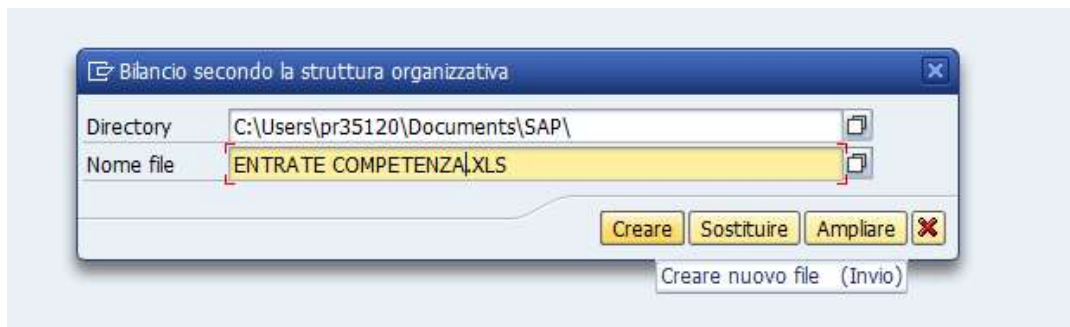 Bilancio secondo la struttura organizzativa
Directory C:\Users\pr35120\Documents\SAP\
Nome file ENTRATE COMPETENZA.XLS
Creare Sostituire Ampliare
Creare nuovo file (Invio)